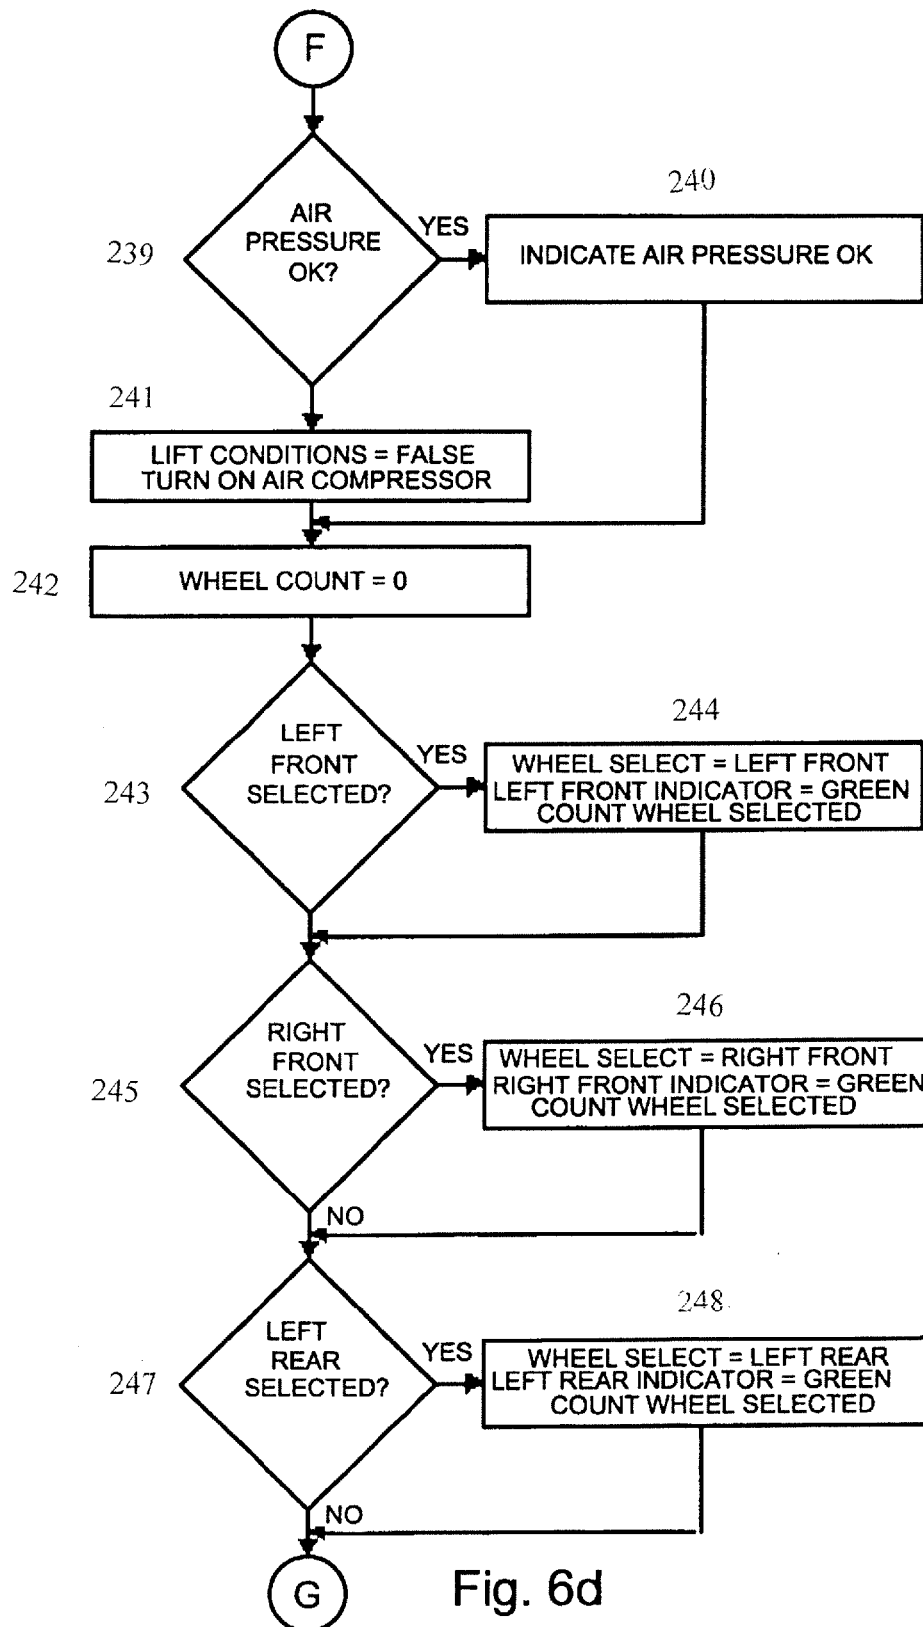 F
240
AIR
PRESSURE
OK?
YES
INDICATE AIR PRESSURE OK
239
241
LIFT CONDITIONS = FALSE
TURN ON AIR COMPRESSOR
242
WHEEL COUNT = 0
LEFT
FRONT
SELECTED?
YES
243
244
WHEEL SELECT = LEFT FRONT
LEFT FRONT INDICATOR = GREEN
COUNT WHEEL SELECTED
RIGHT
FRONT
SELECTED?
YES
245
246
WHEEL SELECT = RIGHT FRONT
RIGHT FRONT INDICATOR = GREEN
COUNT WHEEL SELECTED
NO
LEFT
REAR
SELECTED?
YES
247
248
WHEEL SELECT = LEFT REAR
LEFT REAR INDICATOR = GREEN
COUNT WHEEL SELECTED
NO
G
Fig. 6d